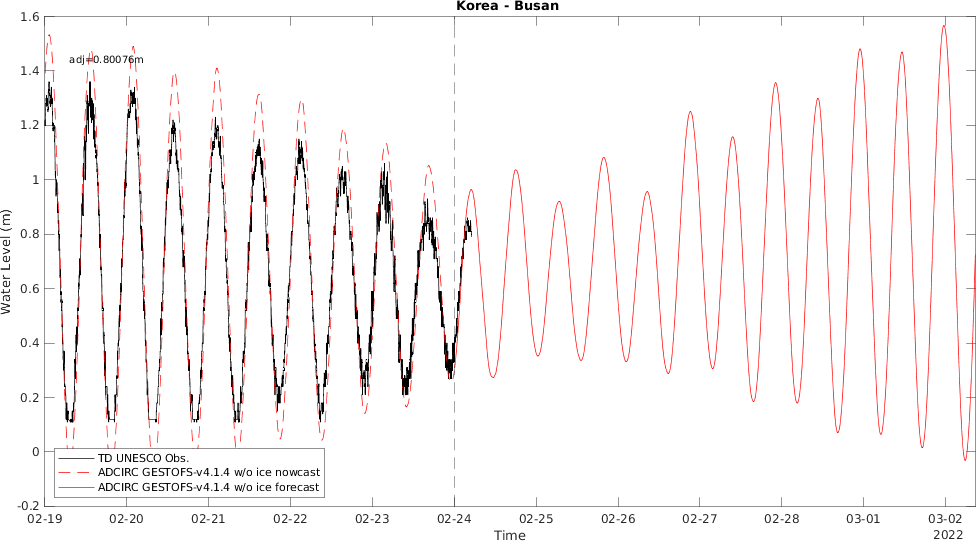 Korea - Busan
adj=0.80076m
1.6
1.4
1.2
1
0.8
0.6
0.4
0.2
0
-0.2
Water Level (m)
TD UNESCO Obs.
ADCIRC GESTOFS-v4.1.4 w/o ice nowcast
ADCIRC GESTOFS-v4.1.4 w/o ice forecast
02-19 02-20 02-21 02-22 02-23 02-24 02-25 02-26 02-27 02-28 03-01 03-02
Time
2022